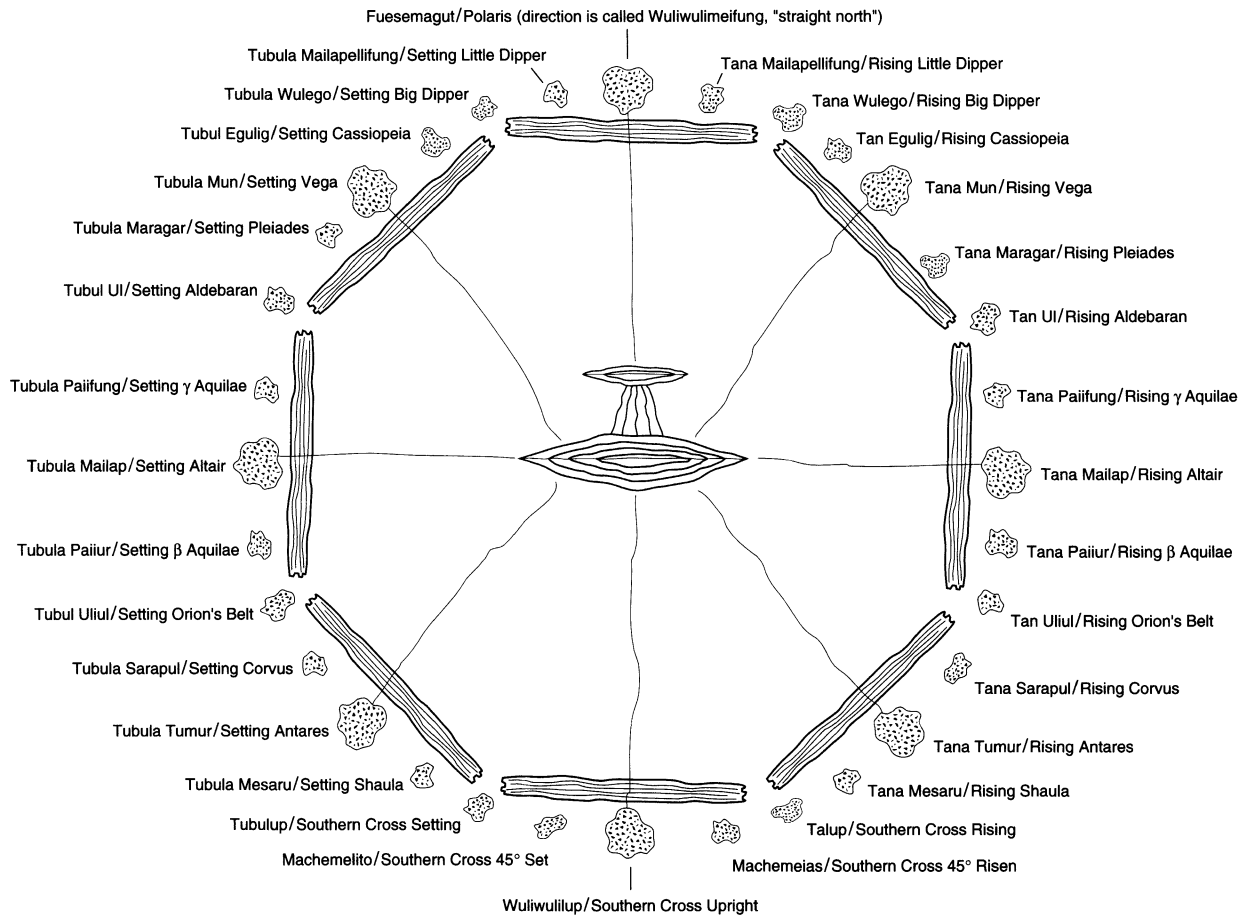 Fuesemagut/Polaris (direction is called Wuliwulimeifung, "straight north")
Tubula Mailapellifung/Setting Little Dipper
Tana Mailapellifung/Rising Little Dipper
Tubula Wulego/Setting Big Dipper
Tana Wulego/Rising Big Dipper
Tubul Egulig/Setting Cassiopeia
Tan Egulig/Rising Cassiopeia
Tubula Mun/Setting Vega
Tana Mun/Rising Vega
Tubula Maragar/Setting Pleiades
Tana Maragar/Rising Pleiades
Tubul Ul/Setting Aldebaran
Tan Ul/Rising Aldebaran
Tubula Paiifung/Setting γ Aquilae
Tana Paiifung/Rising γ Aquilae
Tubula Mailap/Setting Altair
Tana Mailap/Rising Altair
Tubula Paiiur/Setting β Aquilae
Tana Paiiur/Rising β Aquilae
Tubul Uliul/Setting Orion's Belt
Tan Uliul/Rising Orion's Belt
Tubula Sarapul/Setting Corvus
Tana Sarapul/Rising Corvus
Tubula Tumur/Setting Antares
Tana Tumur/Rising Antares
Tubula Mesaru/Setting Shaula
Tana Mesaru/Rising Shaula
Tubulup/Southern Cross Setting
Talup/Southern Cross Rising
Machemelito/Southern Cross 45° Set
Machemeias/Southern Cross 45° Risen
Wuliwulilup/Southern Cross Upright